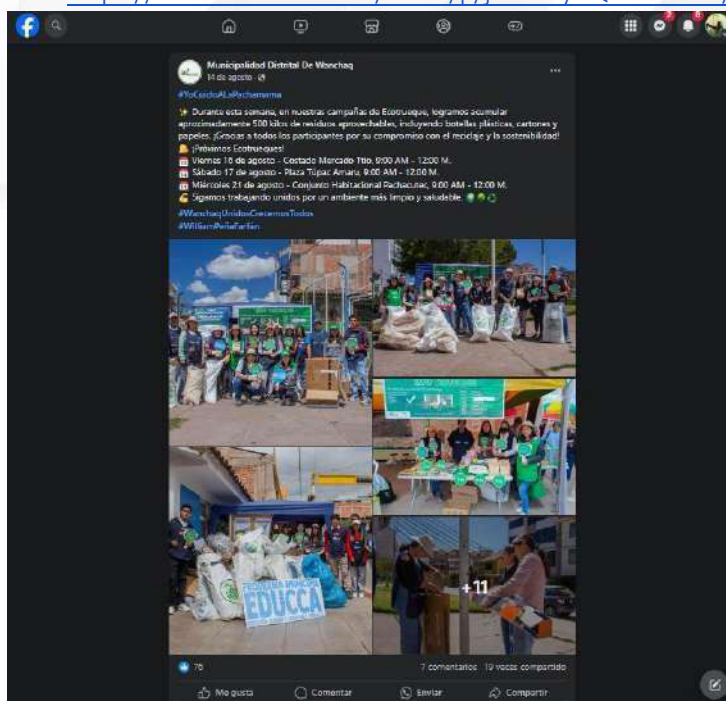 Municipalidad Distrital De Wanchaq
14 de agosto
#YoCuidoALaPachamama
✨ Durante esta semana, en nuestras campañas de Ecotrueque, logramos acumular
aproximadamente 500 kilos de residuos aprovechables, incluyendo botellas plásticas, cartones y
papeles. ¡Gracias a todos los participantes por su compromiso con el reciclaje y la sostenibilidad!
🔔 ¡Próximos Ecotrueques!
📅 Viernes 16 de agosto - Costado Mercado Ttio, 9:00 AM - 12:00 M.
📅 Sábado 17 de agosto - Plaza Túpac Amaru, 9:00 AM - 12:00 M.
📅 Miércoles 21 de agosto - Conjunto Habitacional Pachacutec, 9:00 AM - 12:00 M.
💪 Sigamos trabajando unidos por un ambiente más limpio y saludable. 🌍🌳♻
#WanchaqUnidosCrecemosTodos
#WilliamPeñaFarfán
PROGRAMA MUNICIPAL
EDUCCA
+11
76
7 comentarios 19 veces compartido
Me gusta
Comentar
Enviar
Compartir